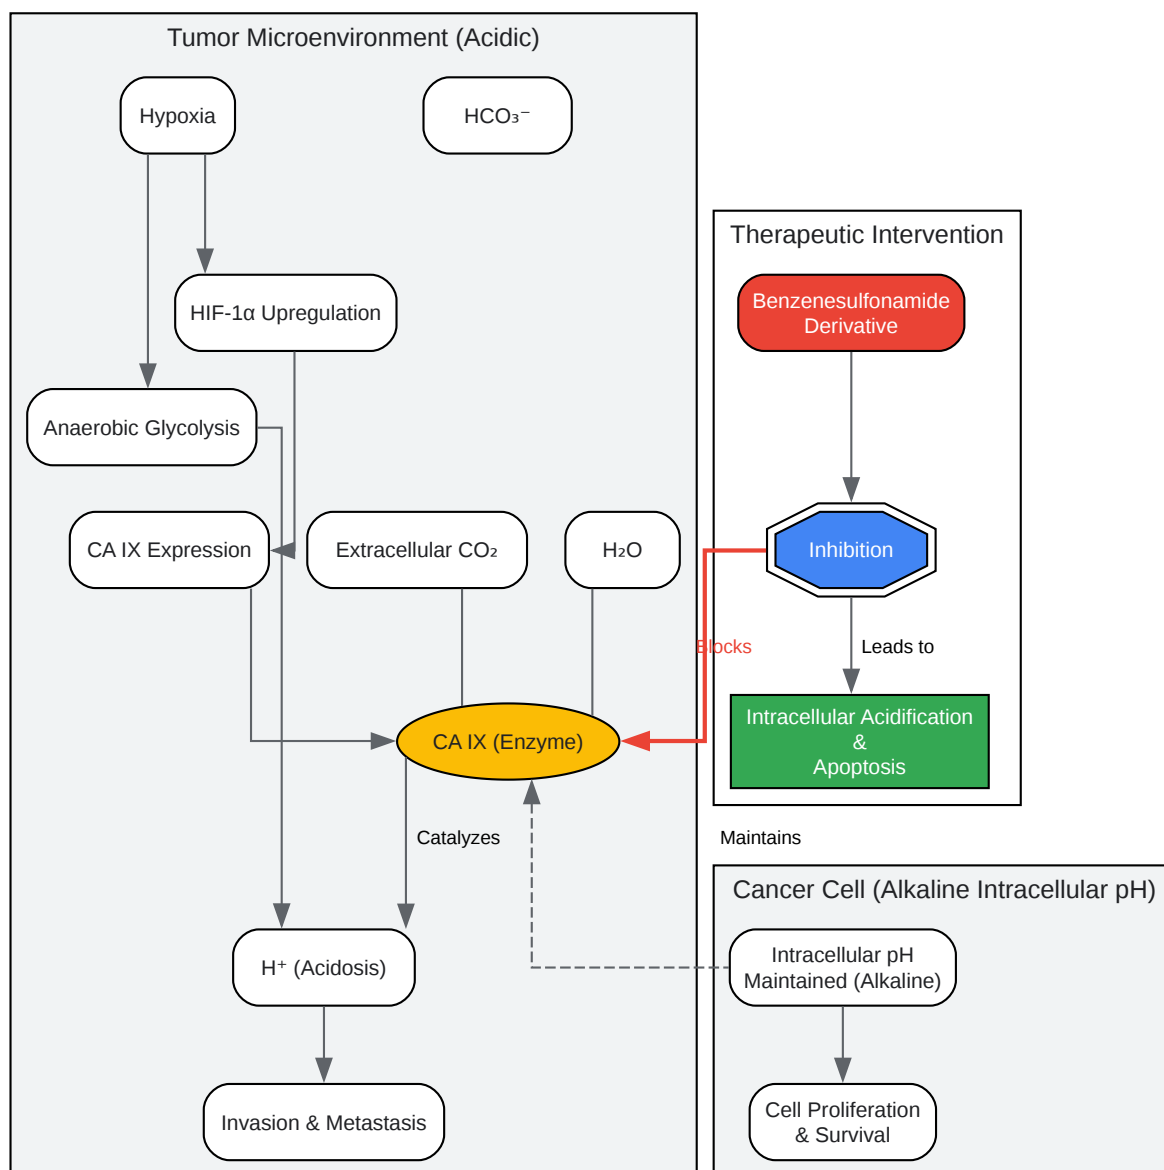 Tumor Microenvironment (Acidic)
Hypoxia
HCO₃⁻
HIF-1α Upregulation
Anaerobic Glycolysis
CA IX Expression
Extracellular CO₂
H₂O
CA IX (Enzyme)
Catalyzes
H⁺ (Acidosis)
Invasion & Metastasis
Therapeutic Intervention
Benzenesulfonamide
Derivative
Inhibition
Blocks
Leads to
Intracellular Acidification
&
Apoptosis
Maintains
Cancer Cell (Alkaline Intracellular pH)
Intracellular pH
Maintained (Alkaline)
Cell Proliferation
& Survival